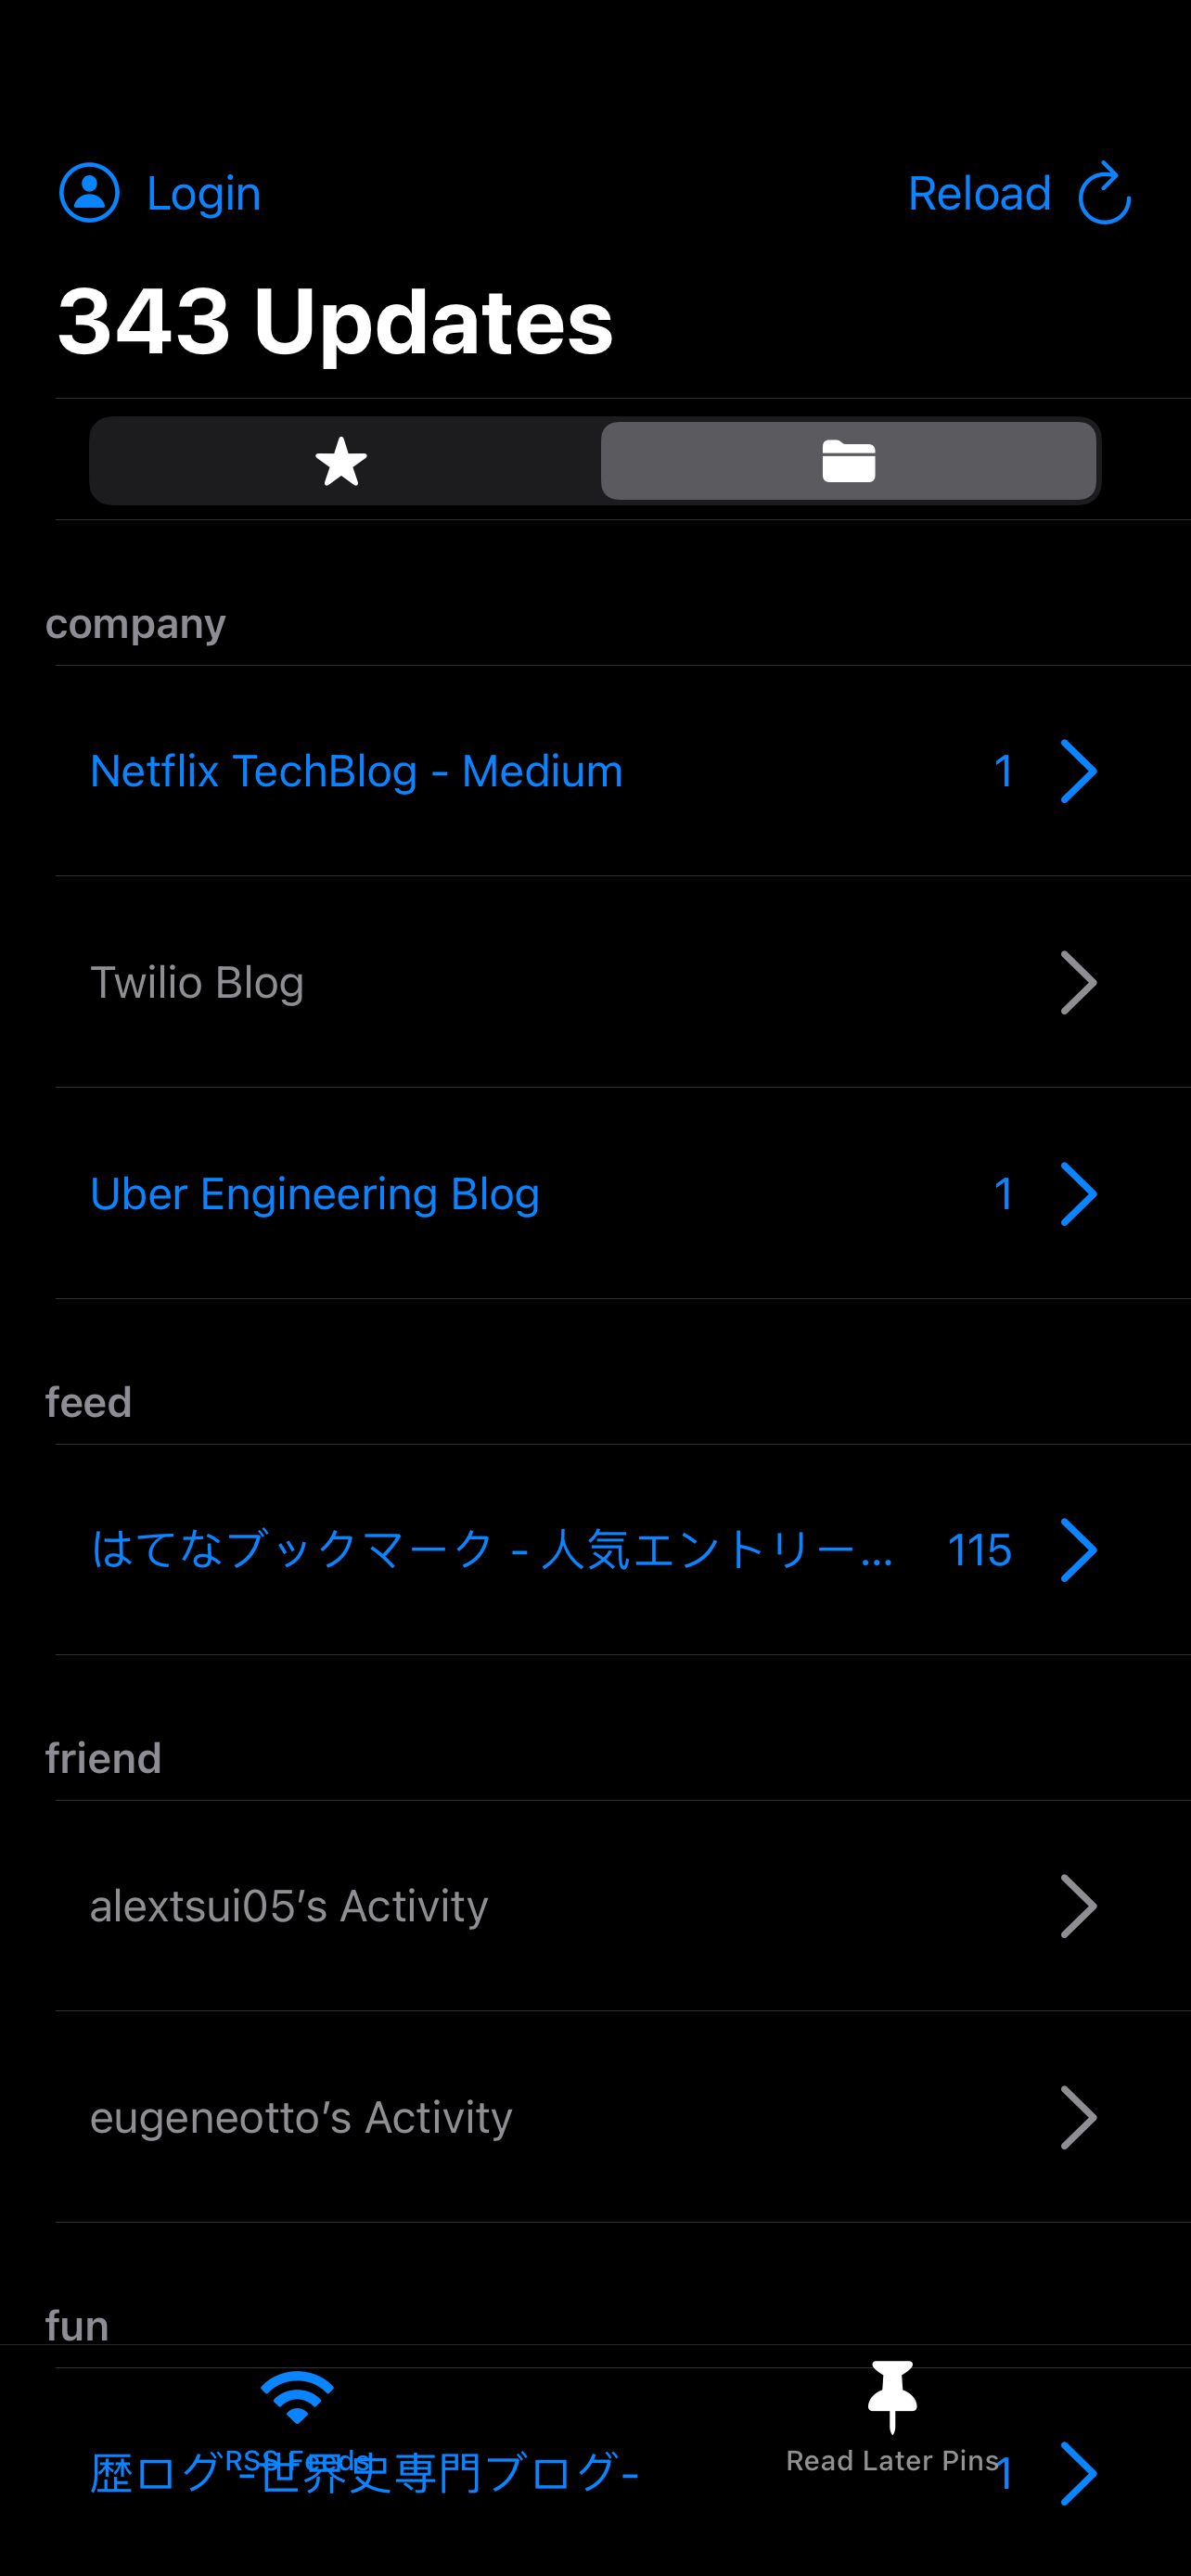 Login
Reload
343 Updates
company
Netflix TechBlog - Medium 1
Twilio Blog
Uber Engineering Blog 1
feed
はてなブックマーク - 人気エントリー... 115
friend
alextsui05’s Activity
eugeneotto’s Activity
fun
RSS Feeds
Read Later Pins
歴ログ -世界史専門ブログ- 1